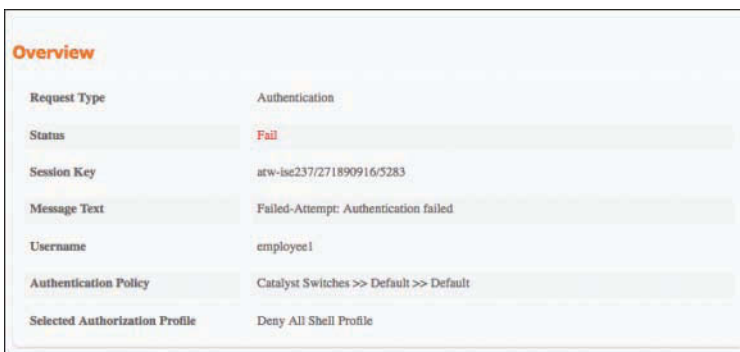 Overview
Request Type Authentication
Status Fail
Session Key atw-ise237/271890916/5283
Message Text Failed-Attempt: Authentication failed
Username employee1
Authentication Policy Catalyst Switches >> Default >> Default
Selected Authorization Profile Deny All Shell Profile